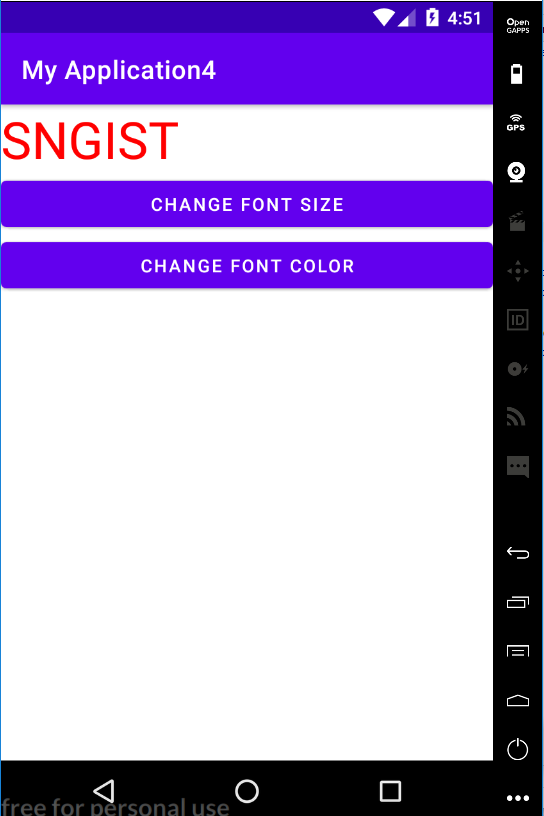 4:51
Open
GAPPS
My Application4
GPS
SNGIST
CHANGE FONT SIZE
CHANGE FONT COLOR
ID
free for personal use